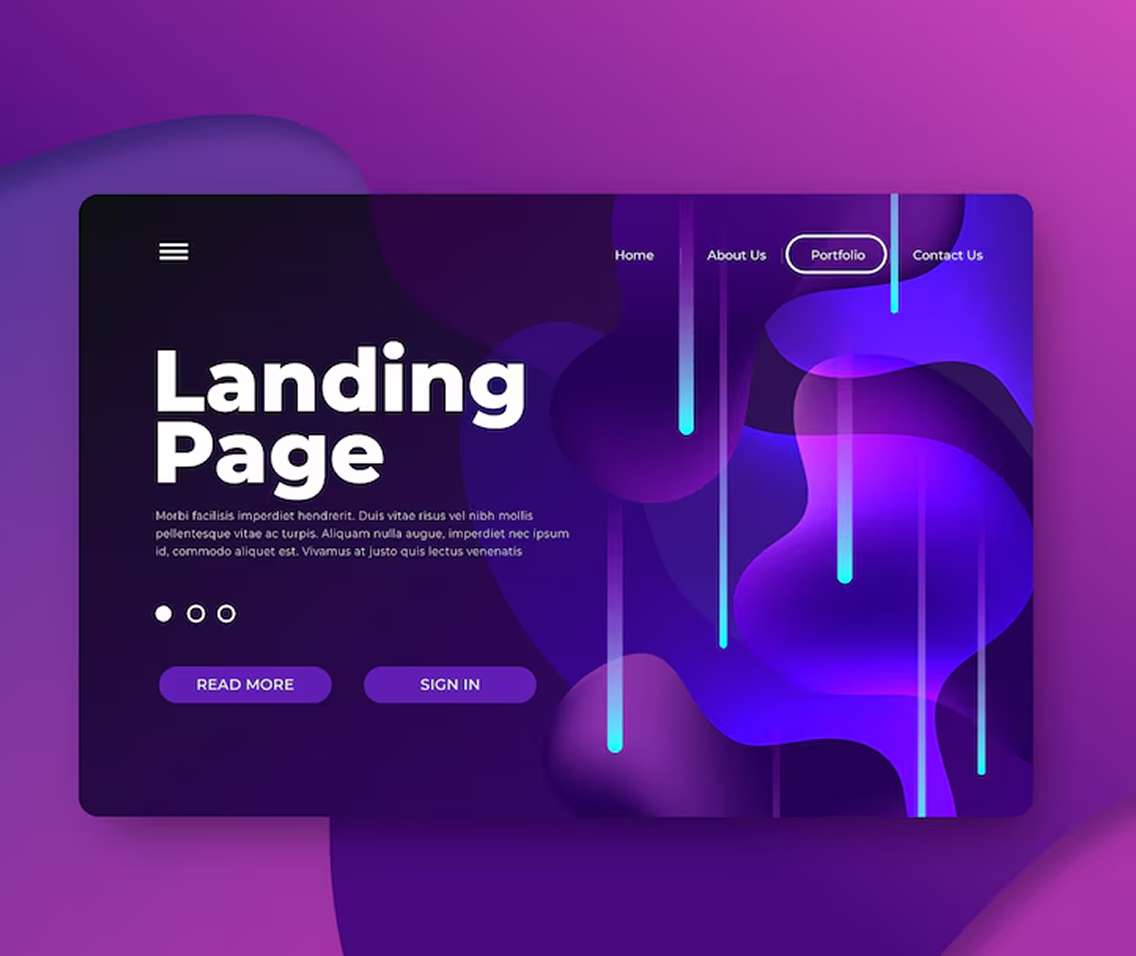 Home
About Us
Portfolio
Contact Us
Landing
Page
Morbi facilisis imperdiet hendrerit. Duis vitae risus vel nibh mollis
pellentesque vitae ac turpis. Aliquam nulla augue, imperdiet nec ipsum
id, commodo aliquet est. Vivamus at justo quis lectus venenatis
READ MORE
SIGN IN